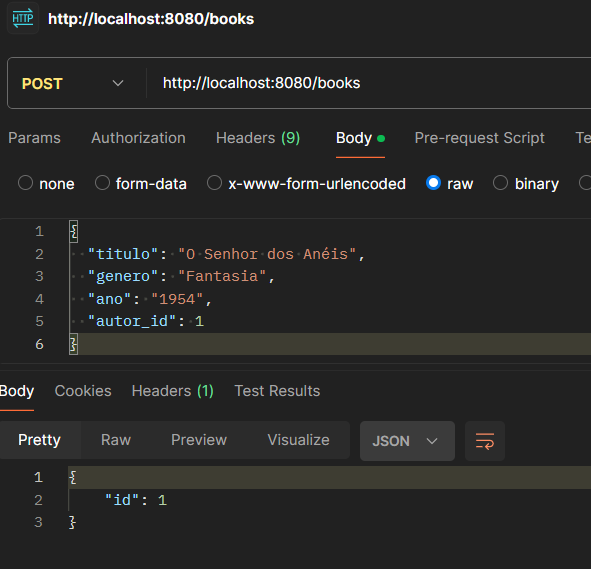 HTTP http://localhost:8080/books
POST http://localhost:8080/books
Params Authorization Headers (9) Body Pre-request Script Te
none form-data x-www-form-urlencoded raw binary
1 {
2 "titulo": "O Senhor dos Anéis",
3 "genero": "Fantasia",
4 "ano": "1954",
5 "autor_id": 1
6 }
Body Cookies Headers (1) Test Results
Pretty Raw Preview Visualize JSON
1 {
2 "id": 1
3 }